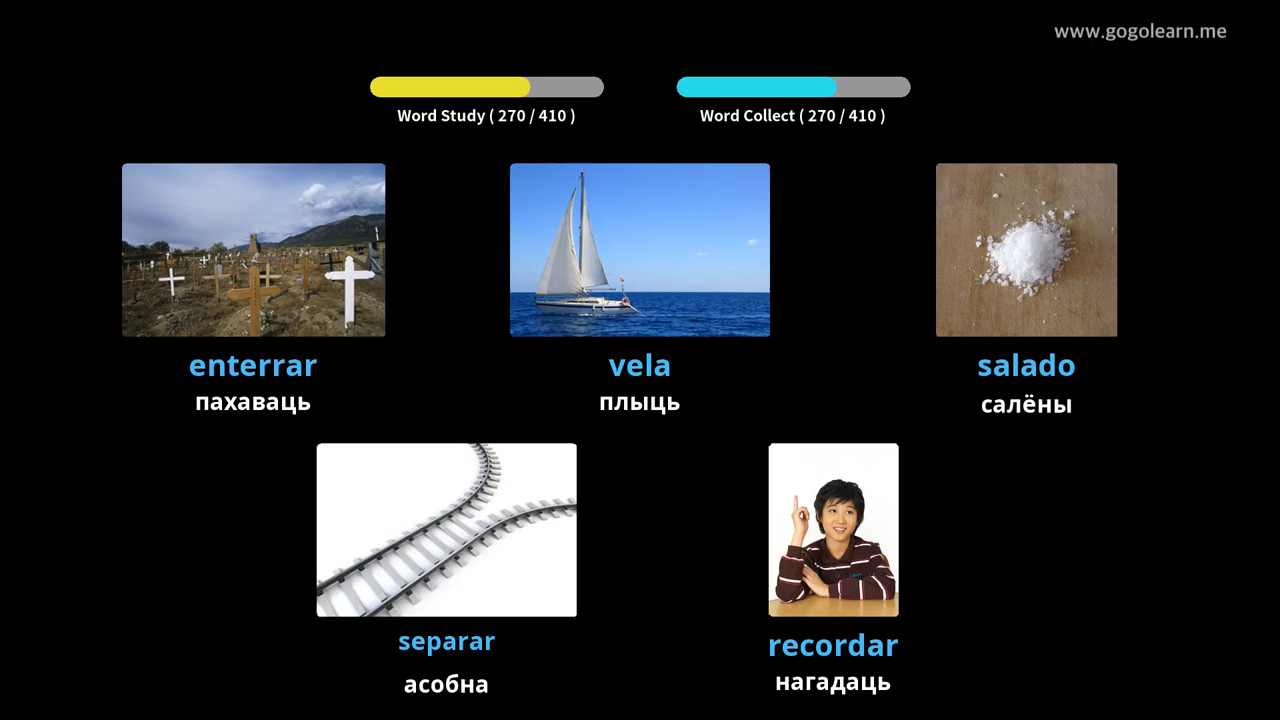 www.gogolearn.me
Word Study ( 270 / 410 )
Word Collect ( 270 / 410 )
enterrar
пахаваць
vela
плыць
salado
салёны
separar
асобна
recordar
нагадаць